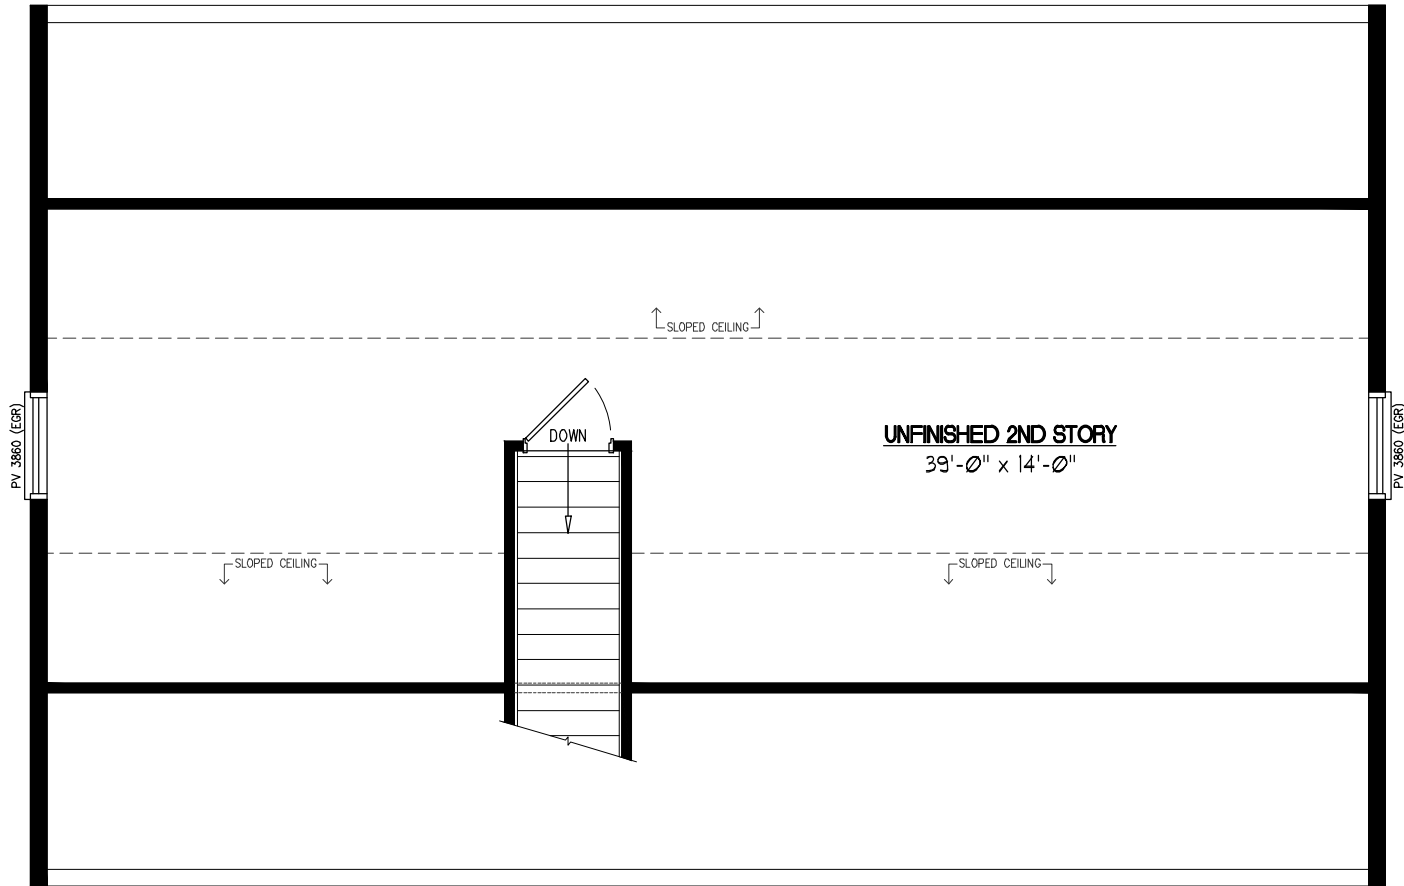 SLOPED CEILING
PV 3860 (EGR)
DOWN
UNFINISHED 2ND STORY
39'-0" x 14'-0"
PV 3860 (EGR)
SLOPED CEILING
SLOPED CEILING